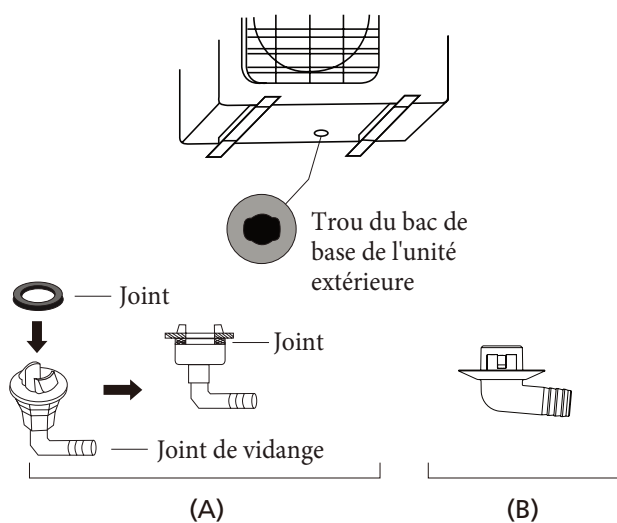 Trou du bac de
base de l'unité
extérieure
Joint
Joint
Joint de vidange
(A)
(B)